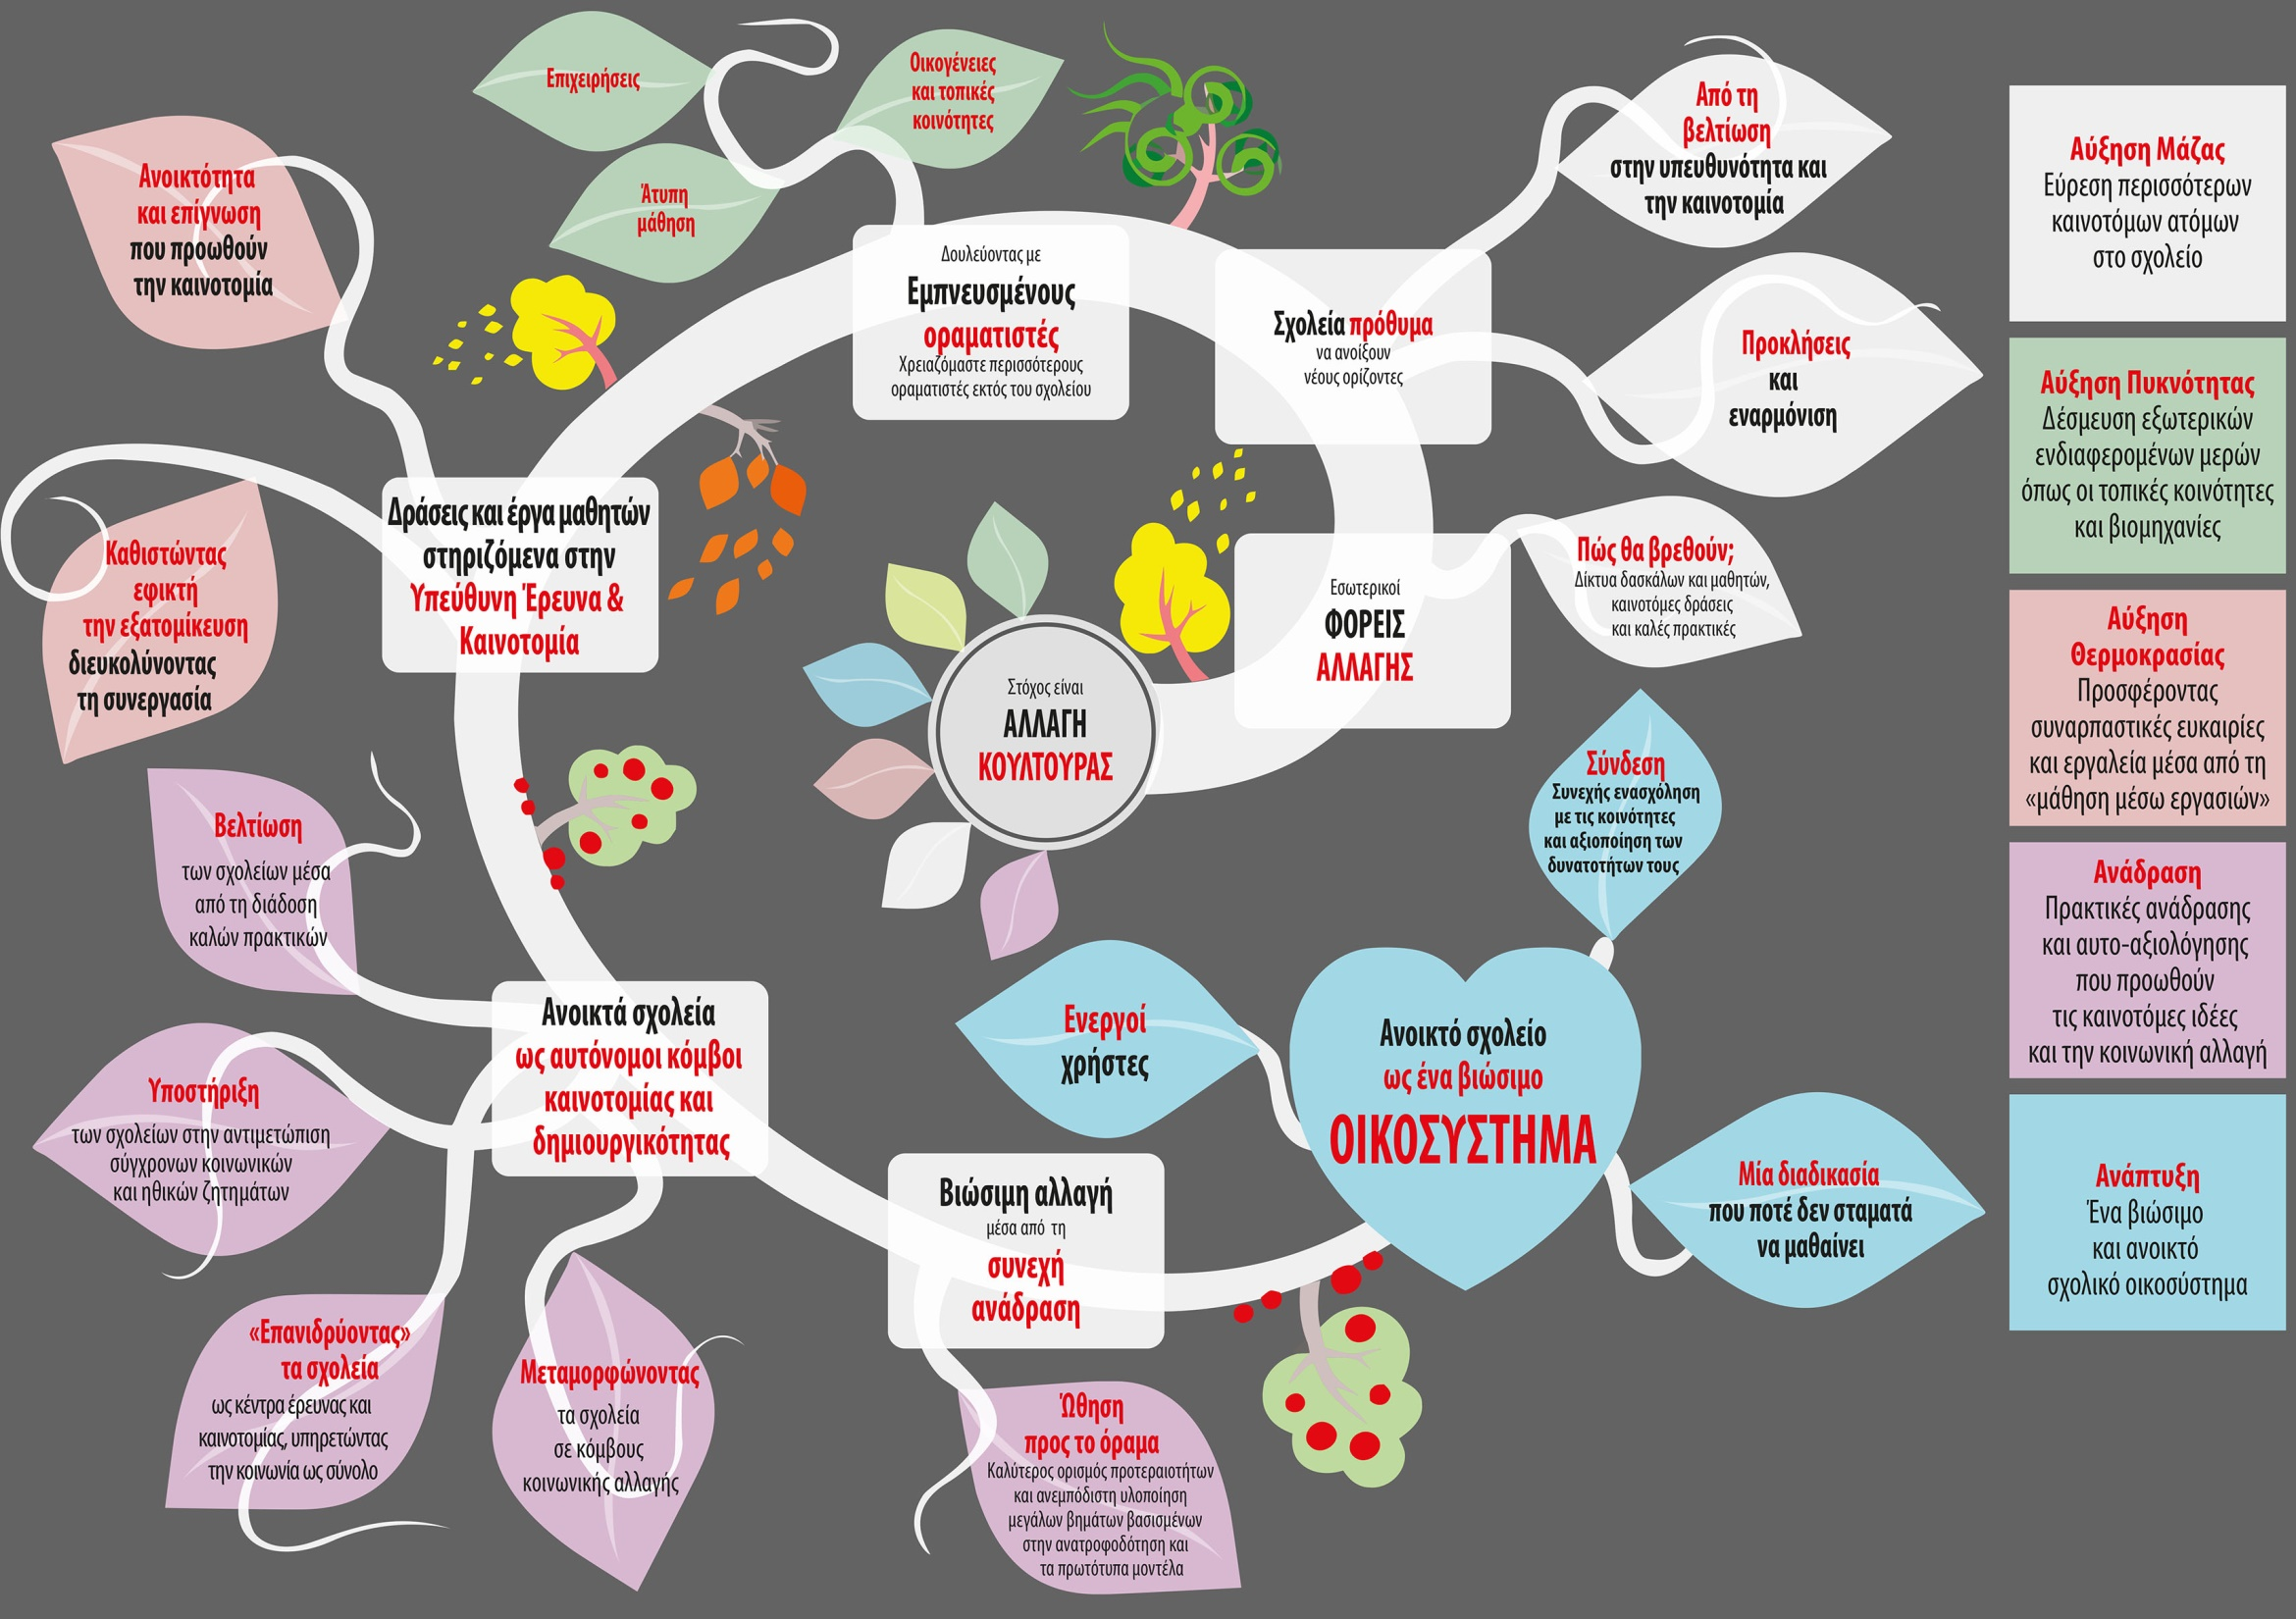 Επιχειρήσεις
Οικογένειες
και τοπικές
κοινότητες
Άτυπη
μάθηση
Ανοικτότητα
και επίγνωση
που προωθούν
την καινοτομία
Δουλεύοντας με
Εμπνευσμένους
οραματιστές
Χρειαζόμαστε περισσότερους
οραματιστές εκτός του σχολείου
Σχολεία πρόθυμα
να ανοίξουν
νέους ορίζοντες
Από τη
βελτίωση
στην υπευθυνότητα και
την καινοτομία
Προκλήσεις
και
εναρμόνιση
Πώς θα βρεθούν;
Δίκτυα δασκάλων και μαθητών,
καινοτόμες δράσεις
και καλές πρακτικές
Εσωτερικοί
ΦΟΡΕΙΣ
ΑΛΛΑΓΗΣ
Στόχος είναι
ΑΛΛΑΓΗ
ΚΟΥΛΤΟΥΡΑΣ
Δράσεις και έργα μαθητών
στηριζόμενα στην
Υπεύθυνη Έρευνα &
Καινοτομία
Καθιστώντας
εφικτή
την εξατομίκευση
διευκολύνοντας
τη συνεργασία
Βελτίωση
των σχολείων μέσα
από τη διάδοση
καλών πρακτικών
Υποστήριξη
των σχολείων στην αντιμετώπιση
σύγχρονων κοινωνικών
και ηθικών ζητημάτων
Ανοικτά σχολεία
ως αυτόνομοι κόμβοι
καινοτομίας και
δημιουργικότητας
«Επανιδρύοντας»
τα σχολεία
ως κέντρα έρευνας και
καινοτομίας, υπηρετώντας
την κοινωνία ως σύνολο
Μεταμορφώνοντας
τα σχολεία
σε κόμβους
κοινωνικής αλλαγής
Βιώσιμη αλλαγή
μέσα από τη
συνεχή
ανάδραση
Ώθηση
προς το όραμα
Καλύτερος ορισμός προτεραιοτήτων
και ανεμπόδιστη υλοποίηση
μεγάλων βημάτων βασισμένων
στην ανατροφοδότηση και
τα πρωτότυπα μοντέλα
Σύνδεση
Συνεχής ενασχόληση
με τις κοινότητες
και αξιοποίηση των
δυνατοτήτων τους
Ενεργοί
χρήστες
Ανοικτό σχολείο
ως ένα βιώσιμο
ΟΙΚΟΣΥΣΤΗΜΑ
Μία διαδικασία
που ποτέ δεν σταματά
να μαθαίνει
Αύξηση Μάζας
Εύρεση περισσότερων
καινοτόμων ατόμων
στο σχολείο
Αύξηση Πυκνότητας
Δέσμευση εξωτερικών
ενδιαφερομένων μερών
όπως οι τοπικές κοινότητες
και βιομηχανίες
Αύξηση
Θερμοκρασίας
Προσφέροντας
συναρπαστικές ευκαιρίες
και εργαλεία μέσα από τη
«μάθηση μέσω εργασιών»
Ανάδραση
Πρακτικές ανάδρασης
και αυτο-αξιολόγησης
που προωθούν
τις καινοτόμες ιδέες
και την κοινωνική αλλαγή
Ανάπτυξη
Ένα βιώσιμο
και ανοικτό
σχολικό οικοσύστημα